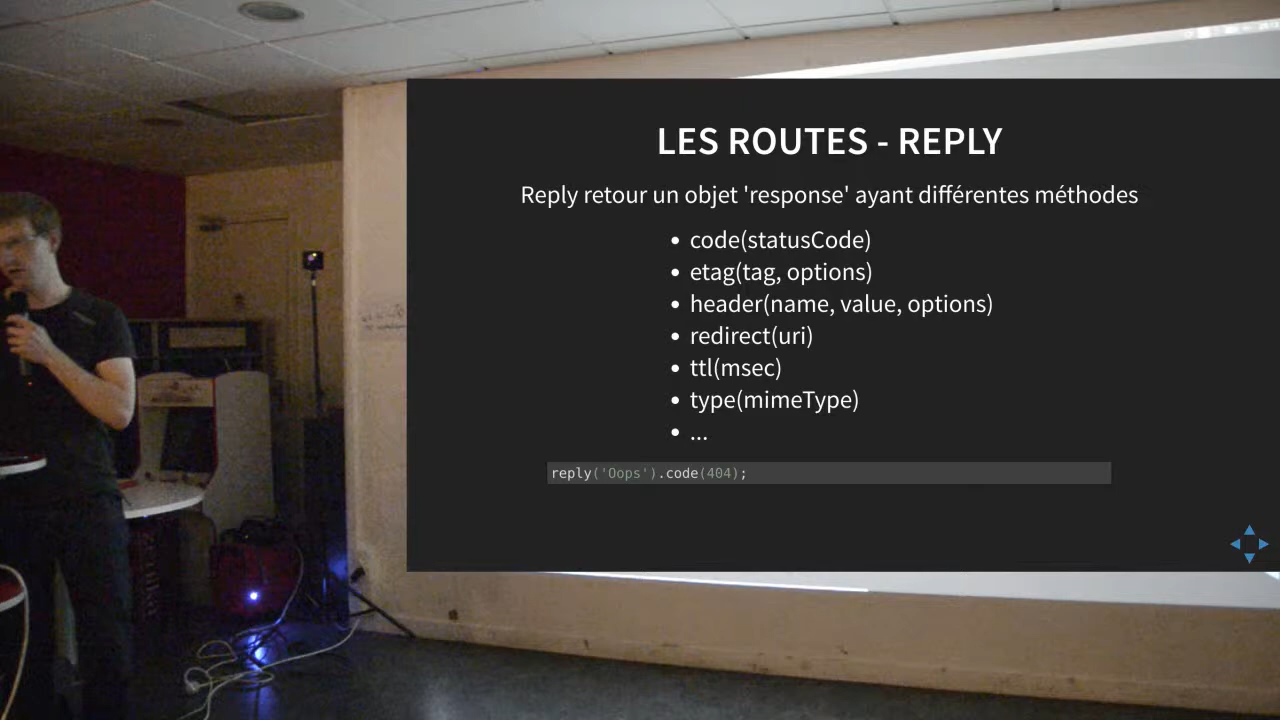 LES ROUTES - REPLY
Reply retour un objet 'response' ayant différentes méthodes
• code(statusCode)
• etag(tag, options)
• header(name, value, options)
• redirect(uri)
• ttl(msec)
• type(mimeType)
• ...
reply('Oops').code(404);